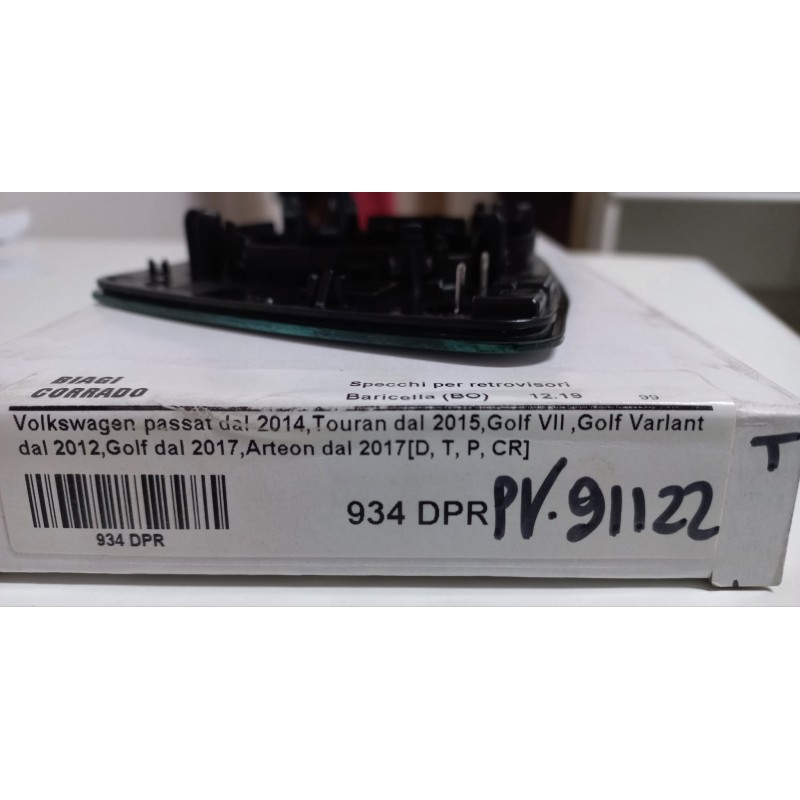 BIAGI
CORRADO
Specchi per retrovisori
Baricella (BO) 12.19 99
Volkswagen passat dal 2014,Touran dal 2015,Golf VII ,Golf Varlant
dal 2012,Golf dal 2017,Arteon dal 2017[D, T, P, CR]
934 DPR
934 DPR
PV.91122
T